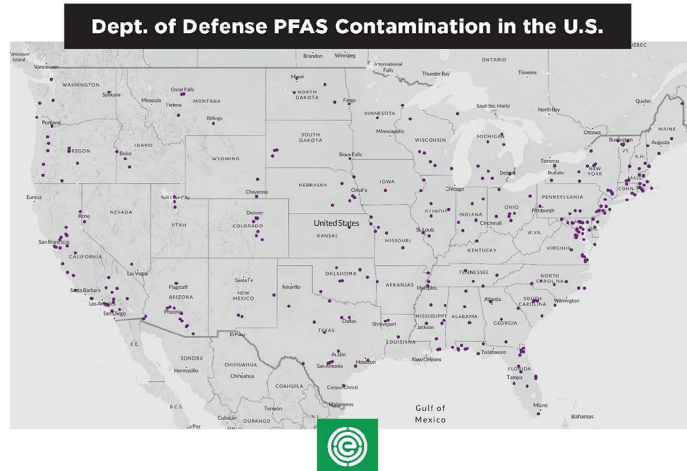 Dept. of Defense PFAS Contamination in the U.S.
Vancouver
Island
Brandon
Winnipeg
International
Falls
ONTARIO
Vancouver
Thunder Bay
Timmins
WASHINGTON
Spokane
Great Falls
Minot
NORTH
DAKOTA
Missoula
MONTANA
Helena
Fargo
Sault Ste. Marie
North Bay
Quebec
Billings
MINNESOTA
Portland
Ottawa
MAINE
Minneapolis
WISCONSIN
MICHIGAN
Burlington
Augusta
OREGON
IDAHO
Boise
SOUTH
DAKOTA
VT.
N.H.
WYOMING
Sioux Falls
Toronto
Buffalo
NEW
YORK
Detroit
MASS.
CONN.
Eureka
Salt Lake City
Cheyenne
NEBRASKA
Omaha
IOWA
Chicago
PENNSYLVANIA
NEVADA
Reno
Denver
COLORADO
United States
KANSAS
ILLINOIS
INDIANA
OHIO
Pittsburgh
Cincinnati
UTAH
St. Louis
W.VA.
San Francisco
MISSOURI
VIRGINIA
CALIFORNIA
KENTUCKY
Las Vegas
Santa Fe
OKLAHOMA
TENNESSEE
NORTH
CAROLINA
Flagstaff
Amarillo
ARKANSAS
Memphis
Santa Barbara
ARIZONA
NEW
MEXICO
Los Angeles
Atlanta
SOUTH
CAROLINA
Wilmington
Phoenix
San Diego
Dallas
Shreveport
MISSISSIPPI
ALABAMA
Jackson
GEORGIA
El Paso
TEXAS
LOUISIANA
B.C.
SONORA
Austin
New Orleans
Tallahassee
Hermosillo
CHIHUAHUA
Chihuahua
San Antonio
Houston
FLORIDA
Tampa
COAHUILA
Corpus Christi
B.C.S.
Torreón
Matamoros
Gulf of
Mexico
Miami
Bahamas
Culiacán
La Paz
DURANGO
N.L.